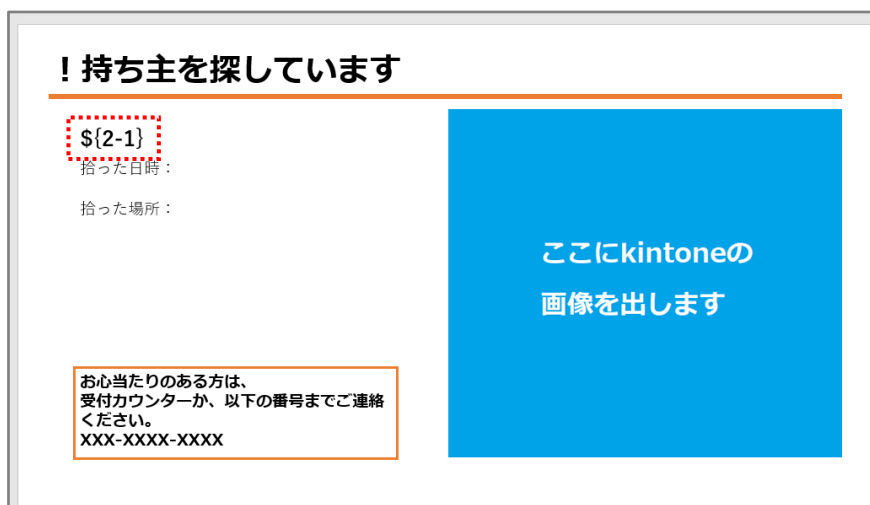 ！持ち主を探しています
${2-1}
拾った日時：
拾った場所：
ここにkintoneの
画像を出します
お心当たりのある方は、
受付カウンターか、以下の番号までご連絡
ください。
XXX-XXXX-XXXX